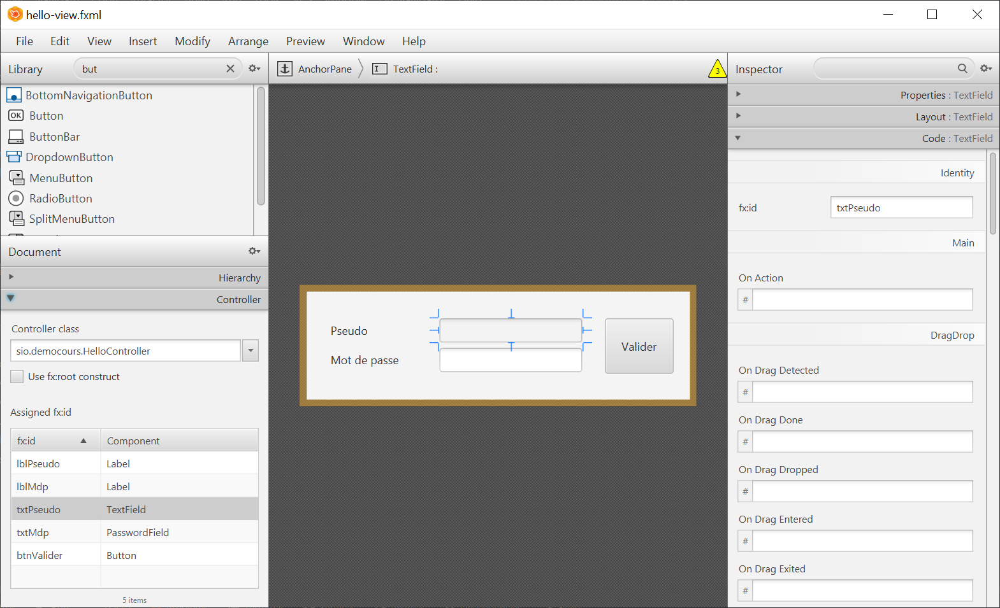 hello-view.fxml
File Edit View Insert Modify Arrange Preview Window Help
Library but
AnchorPane TextField :
3
Inspector
BottomNavigationButton
OK Button
ButtonBar
DropdownButton
MenuButton
RadioButton
SplitMenuButton
Document
Hierarchy
Controller
Controller class
sio.democours.HelloController
Use fx:root construct
Assigned fx:id
fx:id Component
lblPseudo Label
lblMdp Label
txtPseudo TextField
txtMdp PasswordField
btnValider Button
5 items
Pseudo
Mot de passe
Valider
Properties : TextField
Layout : TextField
Code : TextField
Identity
fx:id txtPseudo
Main
On Action
#
DragDrop
On Drag Detected
#
On Drag Done
#
On Drag Dropped
#
On Drag Entered
#
On Drag Exited
#